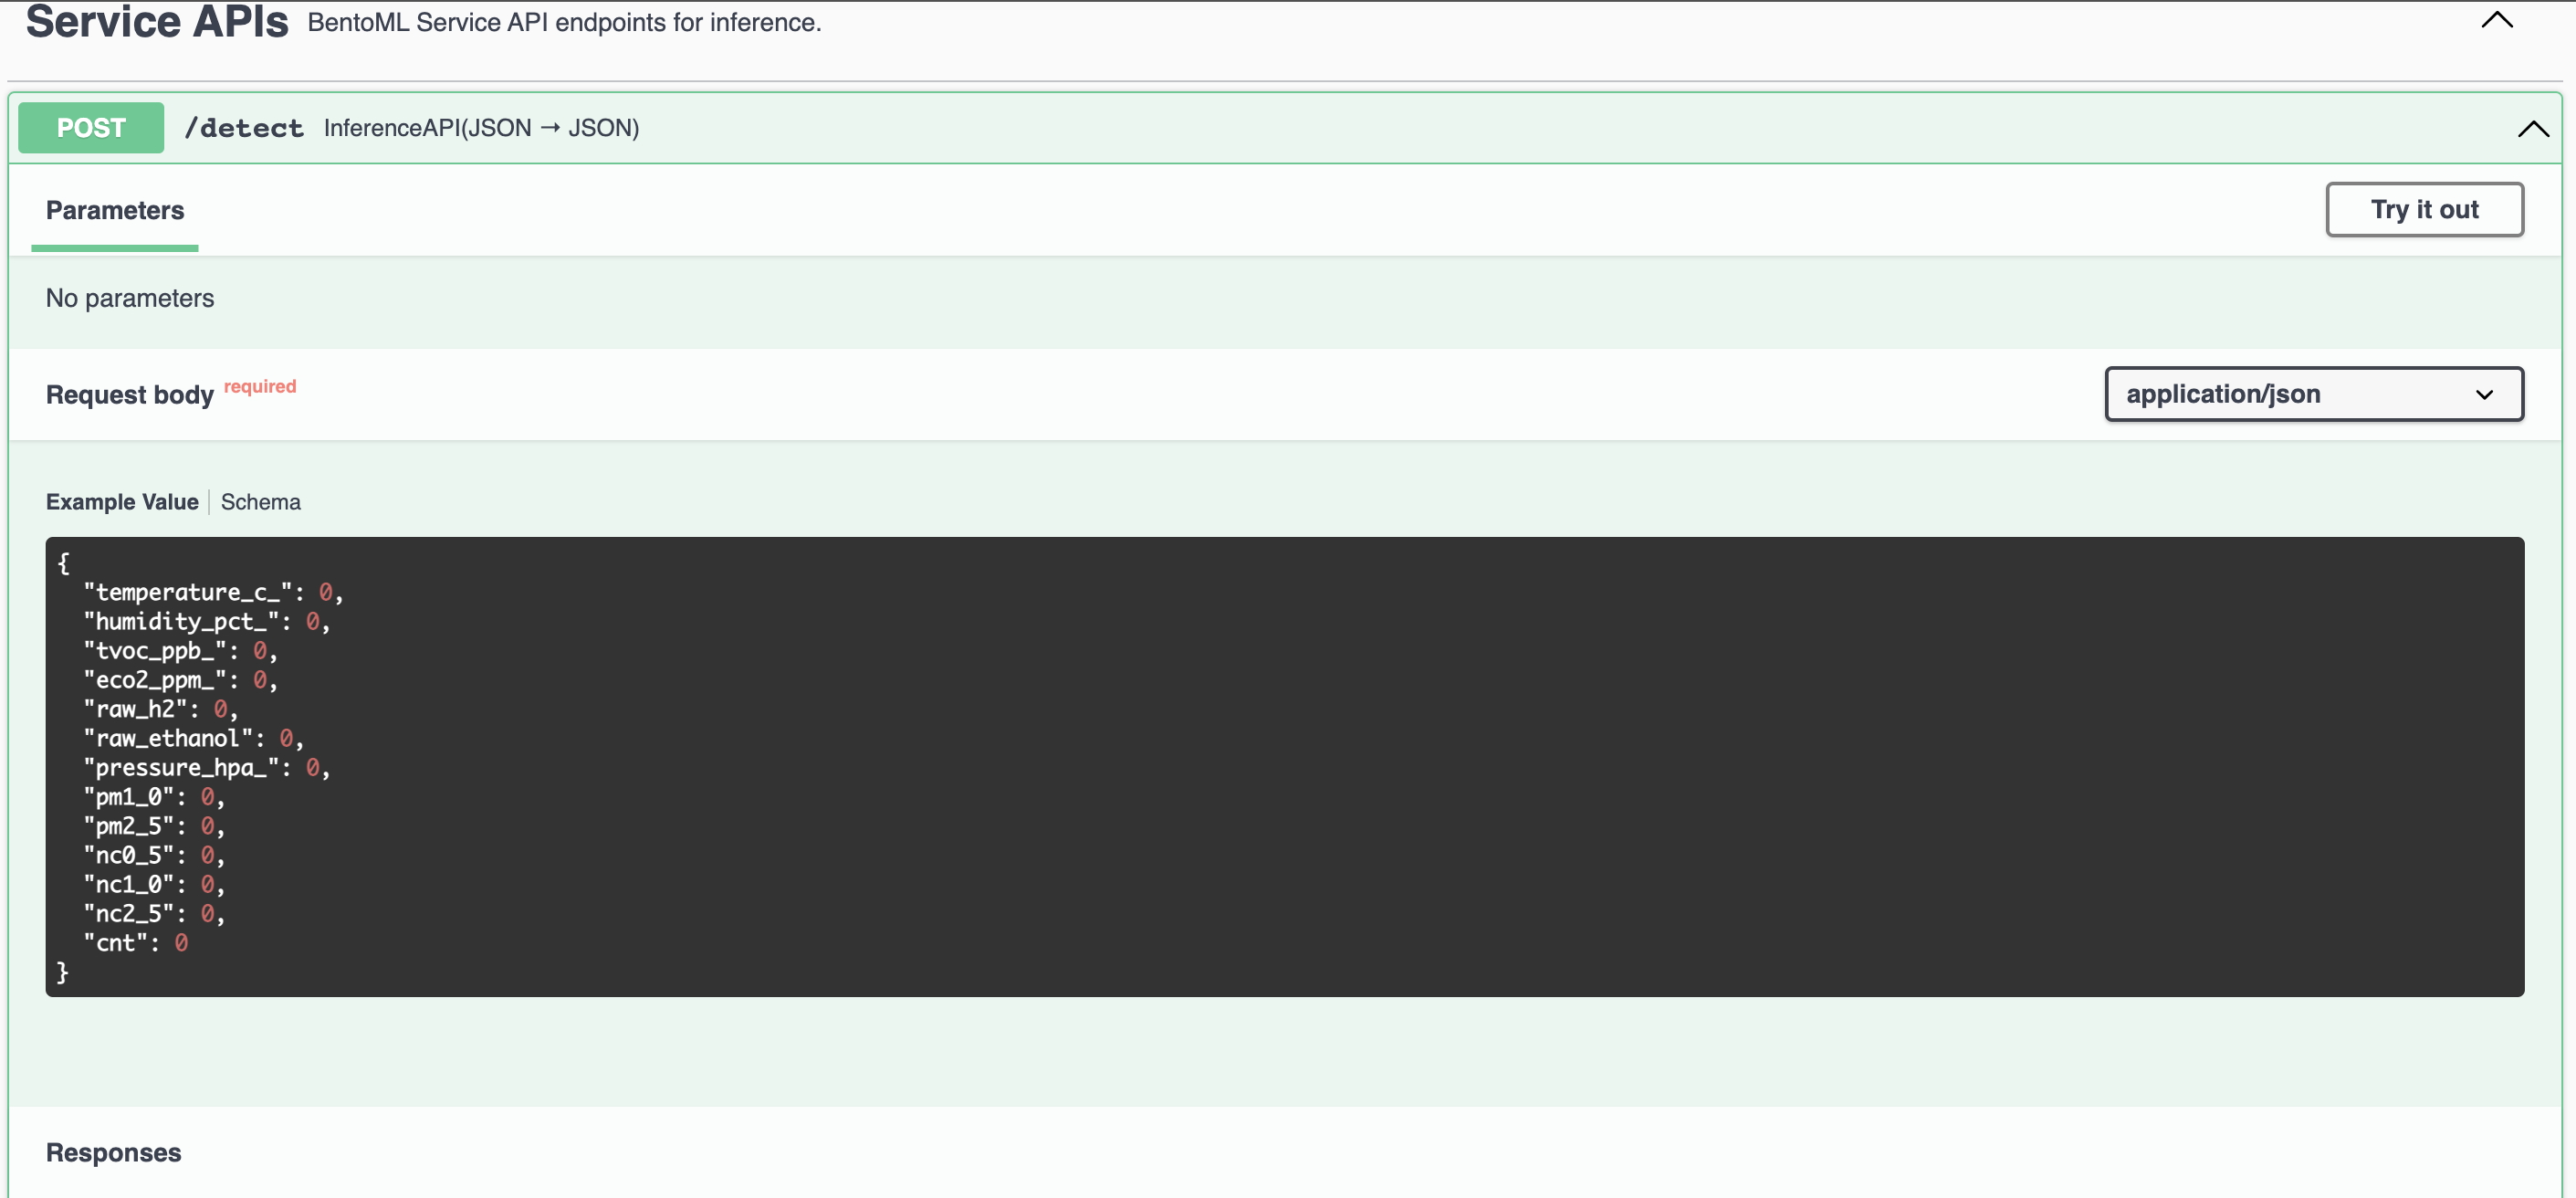 Service APIs BentoML Service API endpoints for inference.
POST /detect InferenceAPI(JSON → JSON)
Parameters
Try it out
No parameters
Request body required
application/json
Example Value Schema
{
  "temperature_c_": 0,
  "humidity_pct_": 0,
  "tvoc_ppb_": 0,
  "eco2_ppm_": 0,
  "raw_h2": 0,
  "raw_ethanol": 0,
  "pressure_hpa_": 0,
  "pm1_0": 0,
  "pm2_5": 0,
  "nc0_5": 0,
  "nc1_0": 0,
  "nc2_5": 0,
  "cnt": 0
}
Responses